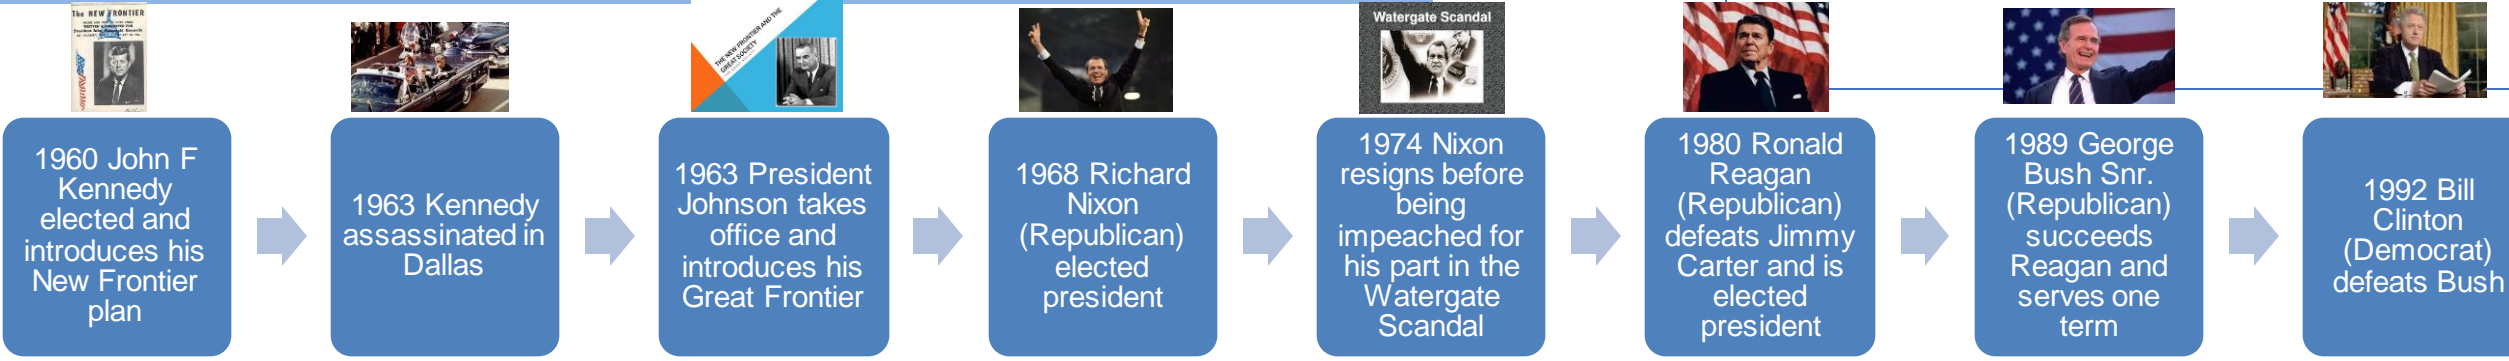 The NEW FRONTIER
THE NEW FRONTIER AND THE
GREAT SOCIETY
Watergate Scandal
1960 John F
Kennedy
elected and
introduces his
New Frontier
plan
1963 Kennedy
assassinated in
Dallas
1963 President
Johnson takes
office and
introduces his
Great Frontier
1968 Richard
Nixon
(Republican)
elected
president
1974 Nixon
resigns before
being
impeached for
his part in the
Watergate
Scandal
1980 Ronald
Reagan
(Republican)
defeats Jimmy
Carter and is
elected
president
1989 George
Bush Snr.
(Republican)
succeeds
Reagan and
serves one
term
1992 Bill
Clinton
(Democrat)
defeats Bush